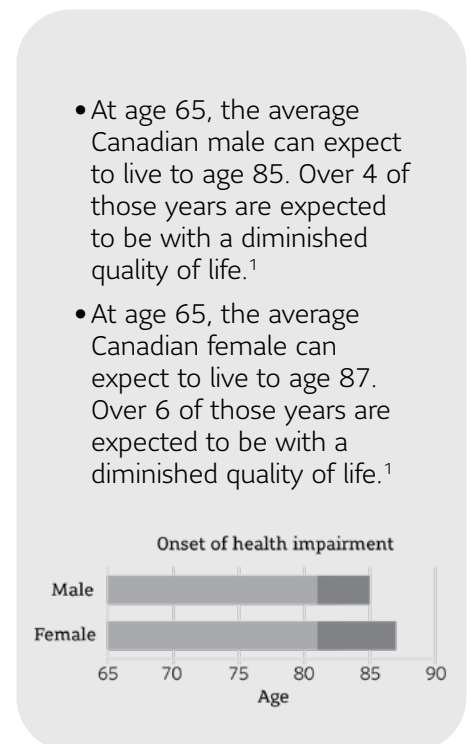 • At age 65, the average
Canadian male can expect
to live to age 85. Over 4 of
those years are expected
to be with a diminished
quality of life.¹
• At age 65, the average
Canadian female can
expect to live to age 87.
Over 6 of those years are
expected to be with a
diminished quality of life.¹
Onset of health impairment
Male
Female
65 70 75 80 85 90
Age